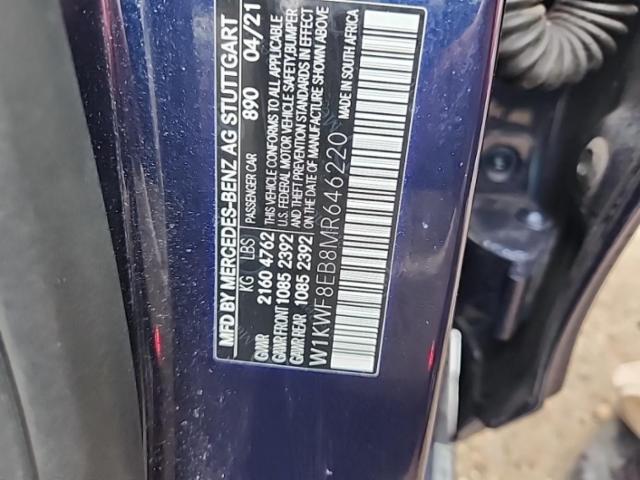 MFD BY MERCEDES-BENZ AG STUTTGART
PASSENGER CAR 890 04/21
KG LBS
GVWR 2160 4762
GAWR FRONT 1085 2392
GAWR REAR 1085 2392
THIS VEHICLE CONFORMS TO ALL APPLICABLE
U.S. FEDERAL MOTOR VEHICLE SAFETY, BUMPER
AND THEFT PREVENTION STANDARDS IN EFFECT
ON THE DATE OF MANUFACTURE SHOWN ABOVE
W1KWF8EB8MR646220
MADE IN SOUTH AFRICA